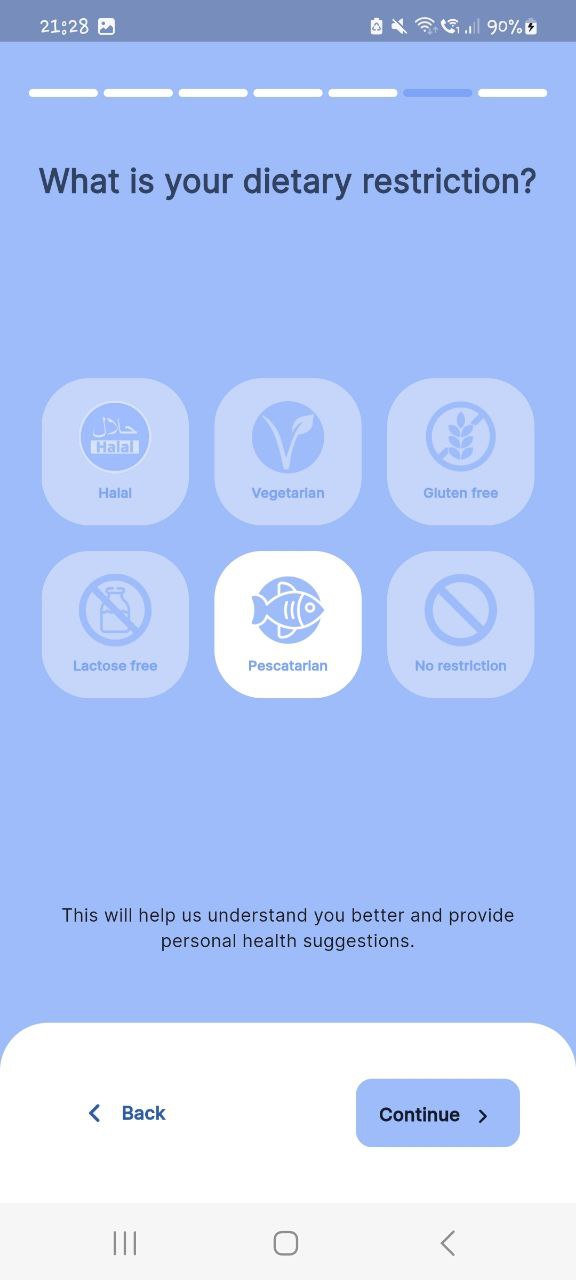 21:28 90%
What is your dietary restriction?
حلال
Halal
Halal Vegetarian Gluten free
Lactose free Pescatarian No restriction
This will help us understand you better and provide
personal health suggestions.
Back Continue